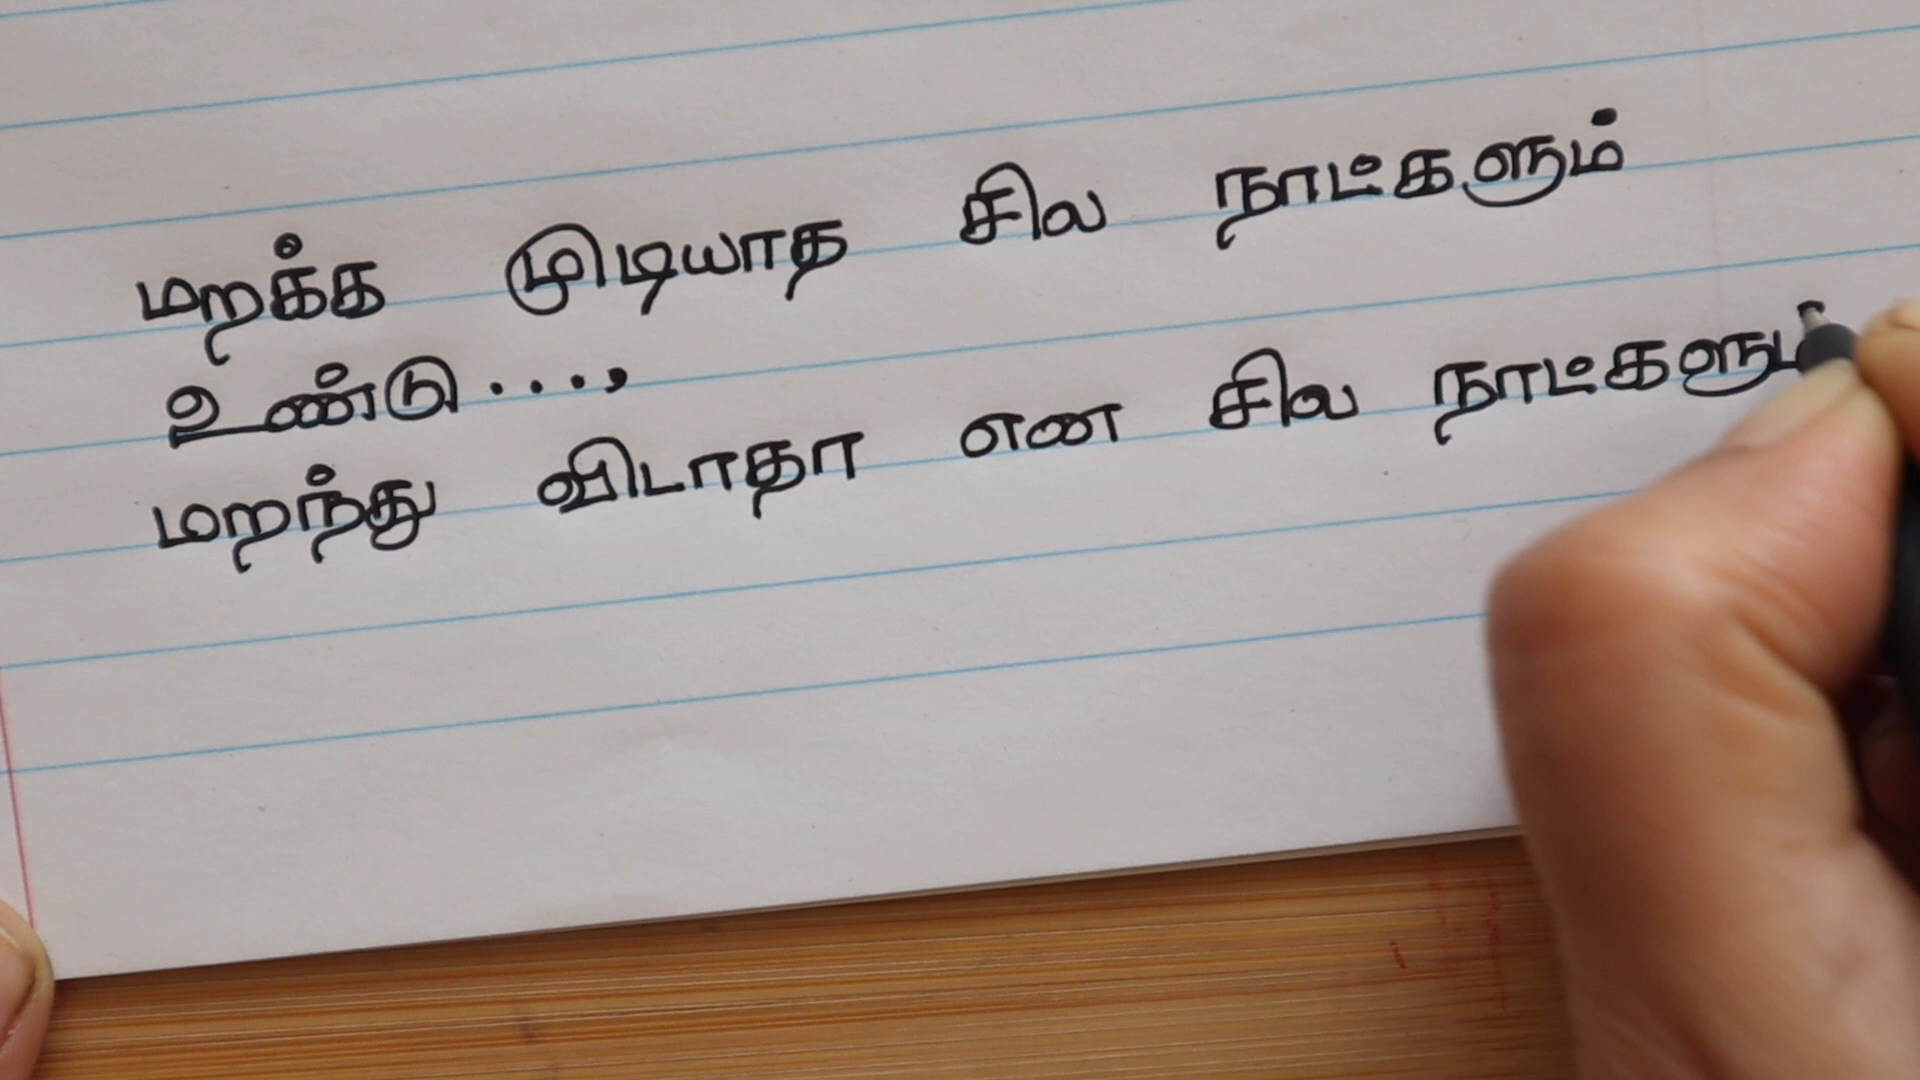 மறக்க முடியாத சில நாட்களும்
உண்டு...,
மறந்து விடாதா என சில நாட்களும்